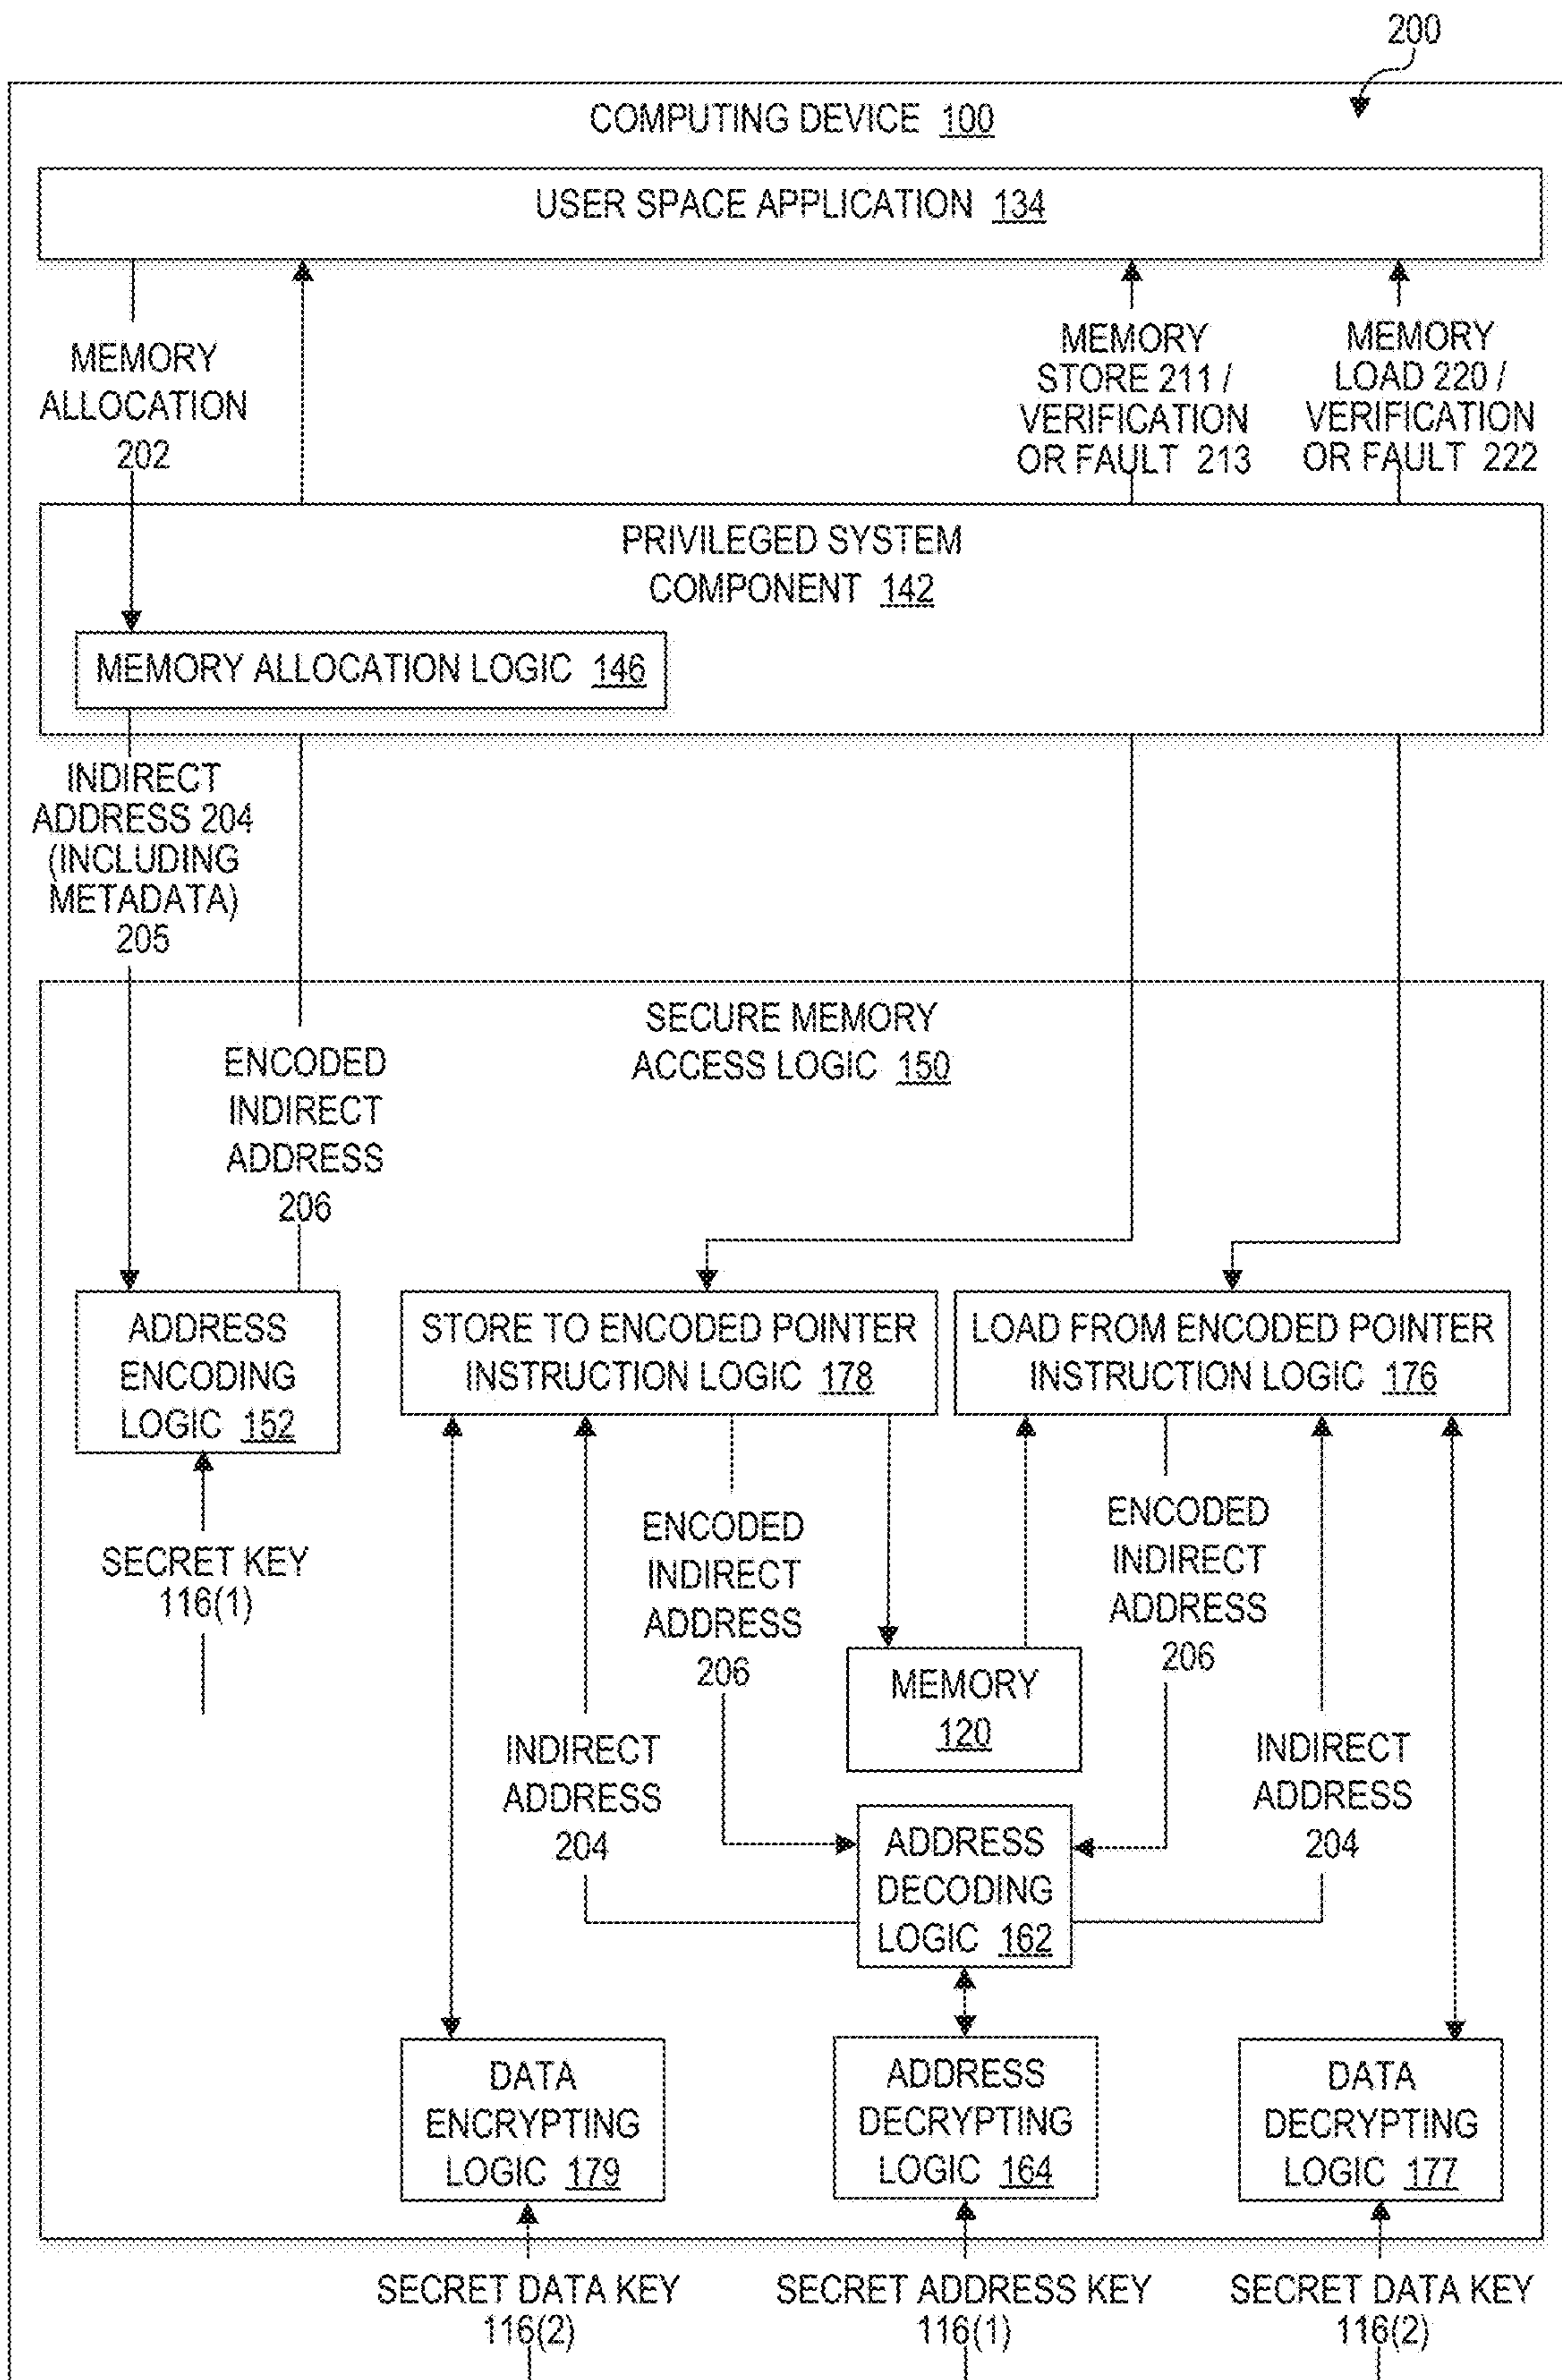 200
COMPUTING DEVICE 100
USER SPACE APPLICATION 134
MEMORY
ALLOCATION
202
MEMORY
STORE 211 /
VERIFICATION
OR FAULT 213
MEMORY
LOAD 220 /
VERIFICATION
OR FAULT 222
PRIVILEGED SYSTEM
COMPONENT 142
MEMORY ALLOCATION LOGIC 146
INDIRECT
ADDRESS 204
(INCLUDING
METADATA)
205
SECURE MEMORY
ACCESS LOGIC 150
ENCODED
INDIRECT
ADDRESS
206
ADDRESS
ENCODING
LOGIC 152
STORE TO ENCODED POINTER
INSTRUCTION LOGIC 178
LOAD FROM ENCODED POINTER
INSTRUCTION LOGIC 176
SECRET KEY
116(1)
ENCODED
INDIRECT
ADDRESS
206
ENCODED
INDIRECT
ADDRESS
206
MEMORY
120
INDIRECT
ADDRESS
204
INDIRECT
ADDRESS
204
ADDRESS
DECODING
LOGIC 162
DATA
ENCRYPTING
LOGIC 179
ADDRESS
DECRYPTING
LOGIC 164
DATA
DECRYPTING
LOGIC 177
SECRET DATA KEY
116(2)
SECRET ADDRESS KEY
116(1)
SECRET DATA KEY
116(2)